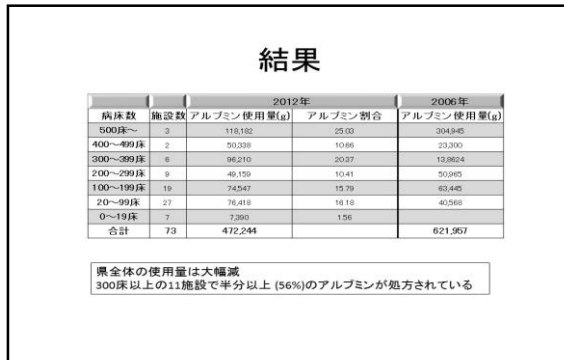 結果
2012年 2006年
病床数 施設数 アルブミン使用量(g) アルブミン割合 アルブミン使用量(g)
500床～ 3 118,182 25.03 304,945
400～499床 2 50,338 10.66 23,300
300～399床 6 96,210 20.37 13,8624
200～299床 9 49,159 10.41 50,965
100～199床 19 74,547 15.79 63,445
20～99床 27 76,418 16.18 40,568
0～19床 7 7,390 1.56
合計 73 472,244 621,957
県全体の使用量は大幅減
300床以上の11施設で半分以上 (56%)のアルブミンが処方されている